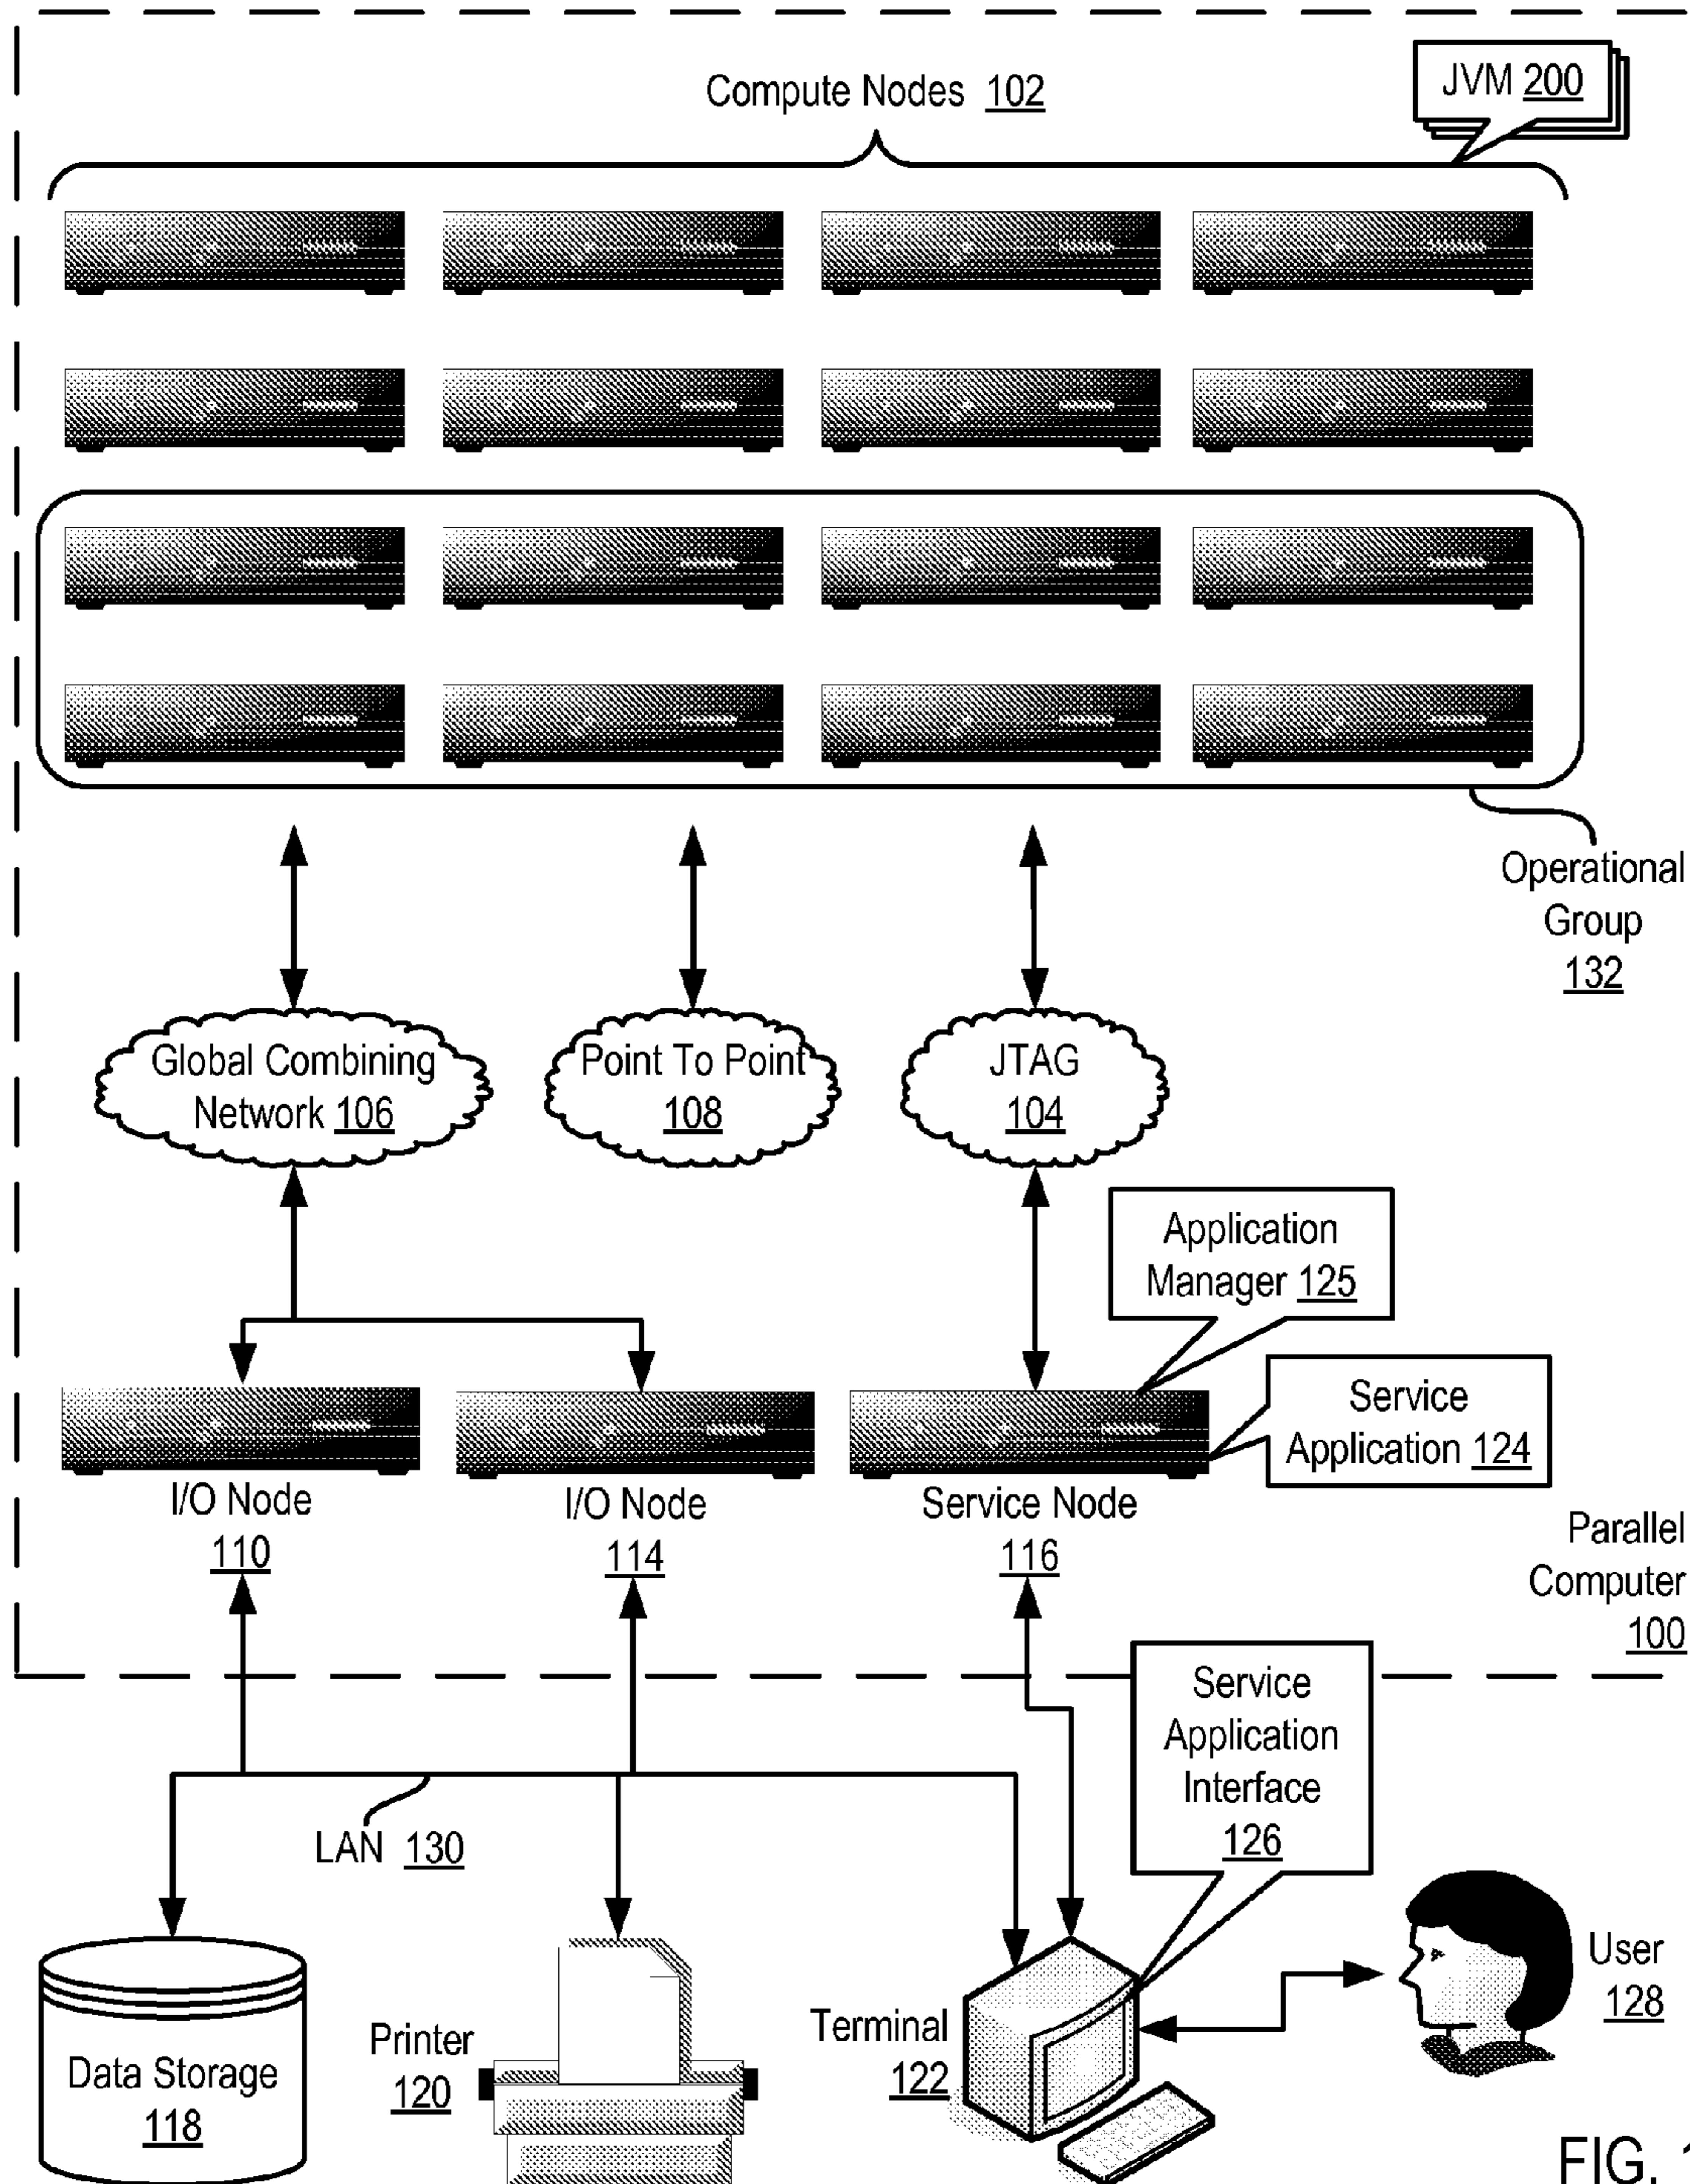 Compute Nodes 102
JVM 200
Operational
Group
132
Global Combining
Network 106
Point To Point
108
JTAG
104
Application
Manager 125
Service
Application 124
I/O Node
110
I/O Node
114
Service Node
116
Parallel
Computer
100
Service
Application
Interface
126
LAN 130
Data Storage
118
Printer
120
Terminal
122
User
128
FIG. 1